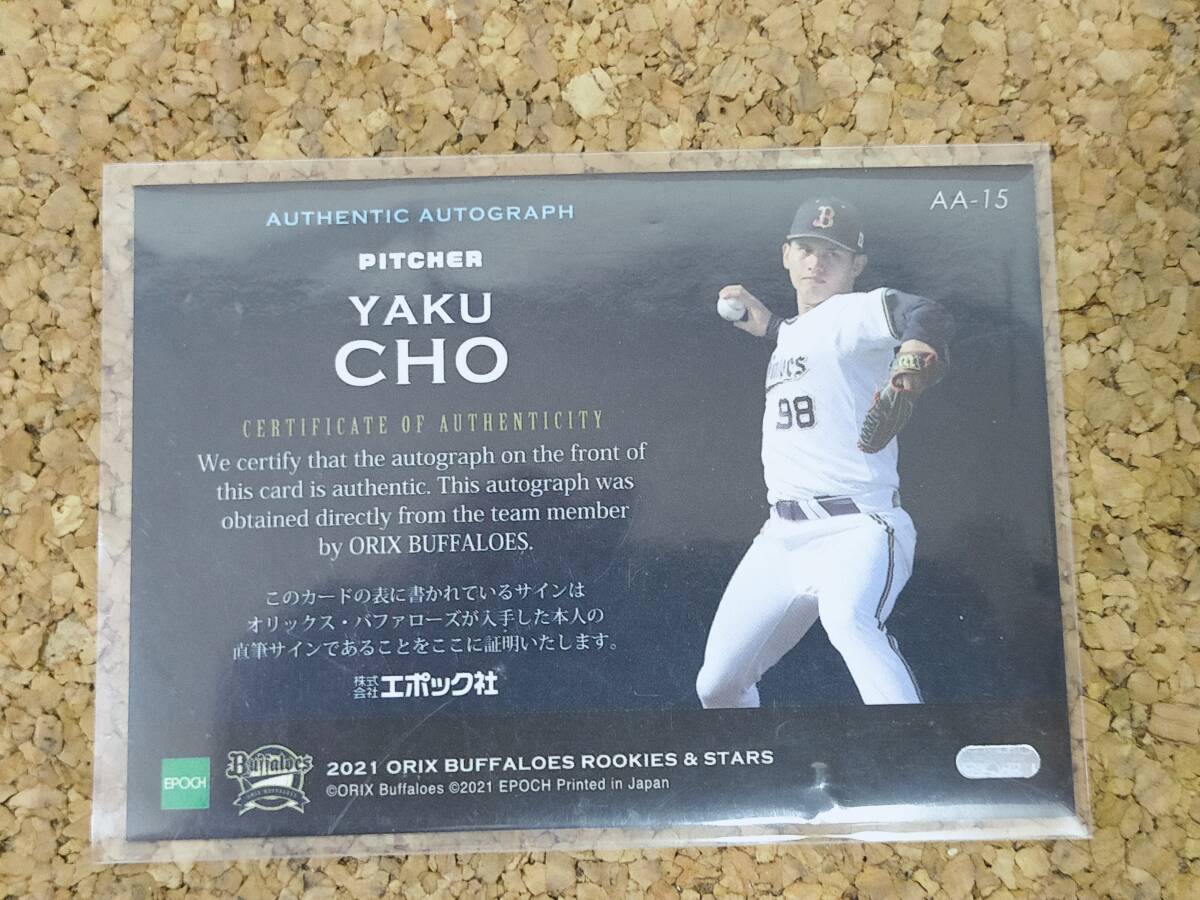 AUTHENTIC AUTOGRAPH
AA-15
PITCHER
YAKU
CHO
CERTIFICATE OF AUTHENTICITY
We certify that the autograph on the front of
this card is authentic. This autograph was
obtained directly from the team member
by ORIX BUFFALOES.
このカードの表に書かれているサインは
オリックス・バファローズが入手した本人の
直筆サインであることをここに証明いたします。
株式会社エポック社
B
98
EPOCH
Buffaloes
ORIX BUFFALOES
2021 ORIX BUFFALOES ROOKIES & STARS
©ORIX Buffaloes ©2021 EPOCH Printed in Japan